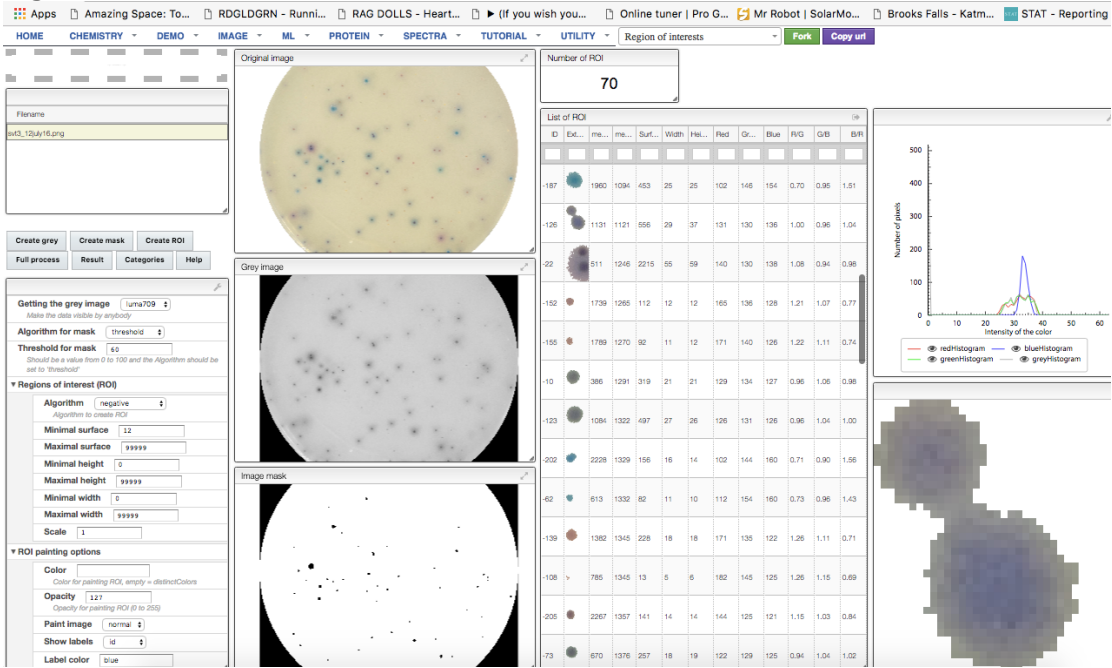 Apps Amazing Space: To... RDGLDGRN - Runni... RAG DOLLS - Heart... ▶ (If you wish you... Online tuner | Pro G... Mr Robot | SolarMo... Brooks Falls - Katm... STAT - Reporting
HOME CHEMISTRY DEMO IMAGE ML PROTEIN SPECTRA TUTORIAL UTILITY Region of interests Fork Copy url
Filename
svt3_12july16.png
Create grey Create mask Create ROI
Full process Result Categories Help
Getting the grey image luma709
Make the data visible by anybody
Algorithm for mask threshold
Threshold for mask 60
Should be a value from 0 to 100 and the Algorithm should be
set to 'threshold'
▾ Regions of interest (ROI)
Algorithm negative
Algorithm to create ROI
Minimal surface 12
Maximal surface 99999
Minimal height 0
Maximal height 99999
Minimal width 0
Maximal width 99999
Scale 1
▾ ROI painting options
Color
Color for painting ROI, empty = distinctColors
Opacity 127
Opacity for painting ROI (0 to 255)
Paint image normal
Show labels id
Label color blue
Original image
Grey image
Image mask
Number of ROI
70
List of ROI
ID Ext... me... me... Surf... Width Hei... Red Gr... Blue R/G G/B B/R
-187 1960 1094 453 25 25 102 146 154 0.70 0.95 1.51
-126 1131 1121 556 29 37 131 130 136 1.00 0.96 1.04
-22 511 1246 2215 55 59 140 130 138 1.08 0.94 0.98
-152 1739 1265 112 12 12 165 136 128 1.21 1.07 0.77
-155 1789 1270 92 11 12 171 140 126 1.22 1.11 0.74
-10 386 1291 319 21 21 129 134 127 0.96 1.06 0.98
-123 1084 1322 497 27 26 126 131 126 0.96 1.04 1.00
-202 2228 1329 156 16 14 102 144 160 0.71 0.90 1.56
-62 613 1332 82 11 10 112 154 160 0.73 0.96 1.43
-139 1382 1345 228 18 18 171 135 122 1.26 1.11 0.71
-108 785 1345 13 5 6 182 145 125 1.26 1.15 0.69
-205 2267 1357 141 14 14 144 125 121 1.15 1.03 0.84
-73 670 1376 257 18 19 122 129 125 0.94 1.04 1.02
Number of pixels
500
400
300
200
100
0
0 10 20 30 40 50 60
Intensity of the color
redHistogram blueHistogram
greenHistogram greyHistogram